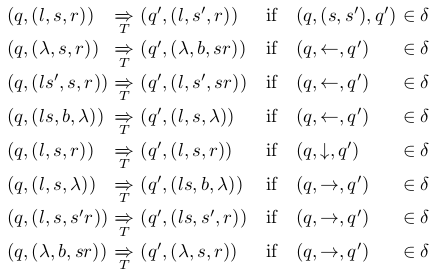 (q, (l, s, r)) ⇒_T (q′, (l, s′, r)) if (q, (s, s′), q′) ∈ δ
(q, (λ, s, r)) ⇒_T (q′, (λ, b, sr)) if (q, ←, q′) ∈ δ
(q, (ls′, s, r)) ⇒_T (q′, (l, s′, sr)) if (q, ←, q′) ∈ δ
(q, (ls, b, λ)) ⇒_T (q′, (l, s, λ)) if (q, ←, q′) ∈ δ
(q, (l, s, r)) ⇒_T (q′, (l, s, r)) if (q, ↓, q′) ∈ δ
(q, (l, s, λ)) ⇒_T (q′, (ls, b, λ)) if (q, →, q′) ∈ δ
(q, (l, s, s′r)) ⇒_T (q′, (ls, s′, r)) if (q, →, q′) ∈ δ
(q, (λ, b, sr)) ⇒_T (q′, (λ, s, r)) if (q, →, q′) ∈ δ